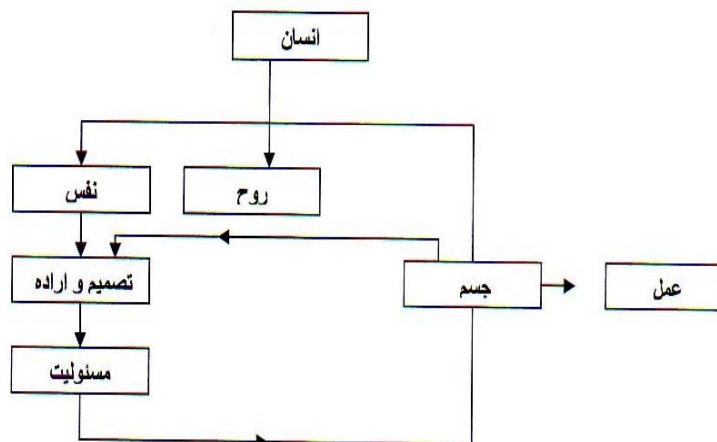 انسان
روح
نفس
تصمیم و اراده
جسم
عمل
مسئولیت